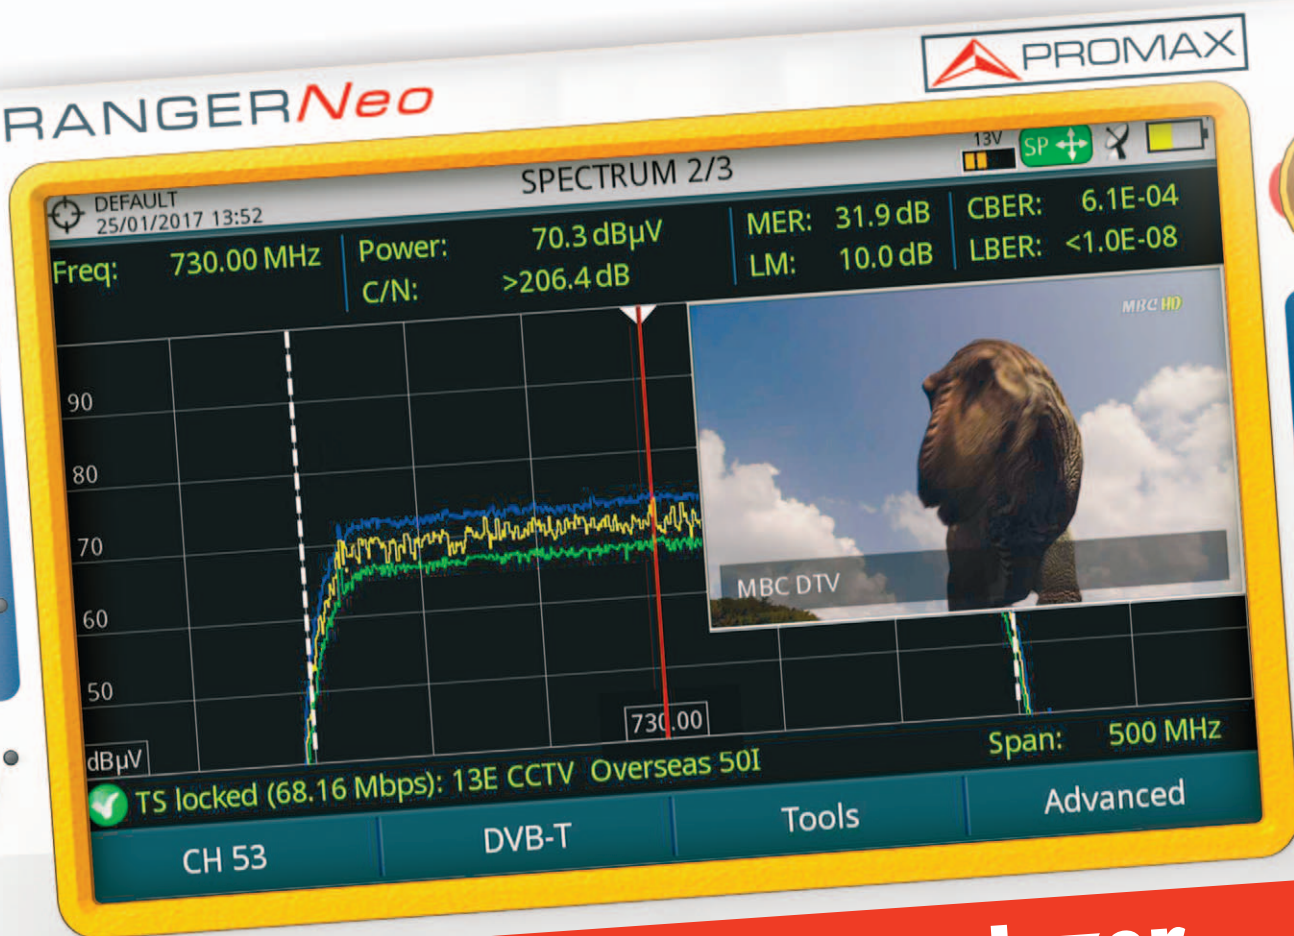 RANGERNeo
PROMAX
DEFAULT
25/01/2017 13:52
SPECTRUM 2/3
13V
SP
Freq: 730.00 MHz
Power: 70.3 dBµV
C/N: >206.4 dB
MER: 31.9 dB
LM: 10.0 dB
CBER: 6.1E-04
LBER: <1.0E-08
MBC HD
90
80
70
60
50
dBµV
MBC DTV
730.00
Span: 500 MHz
TS locked (68.16 Mbps): 13E CCTV Overseas 50I
CH 53
DVB-T
Tools
Advanced